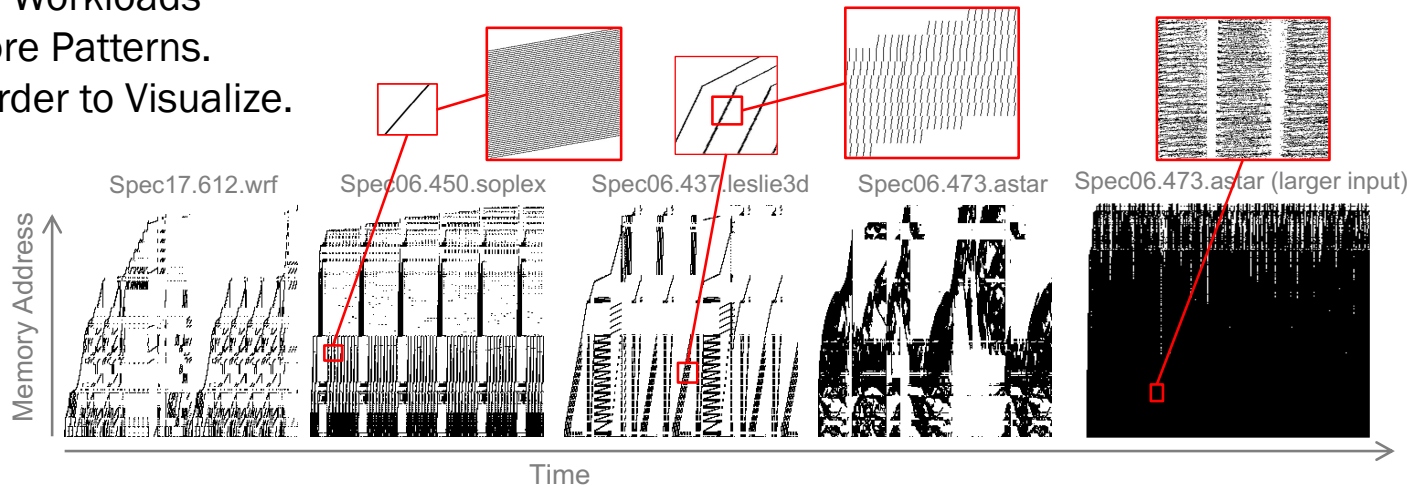 Workloads
ore Patterns.
rder to Visualize.
Spec17.612.wrf
Spec06.450.soplex
Spec06.437.leslie3d
Spec06.473.astar
Spec06.473.astar (larger input)
Memory Address
Time